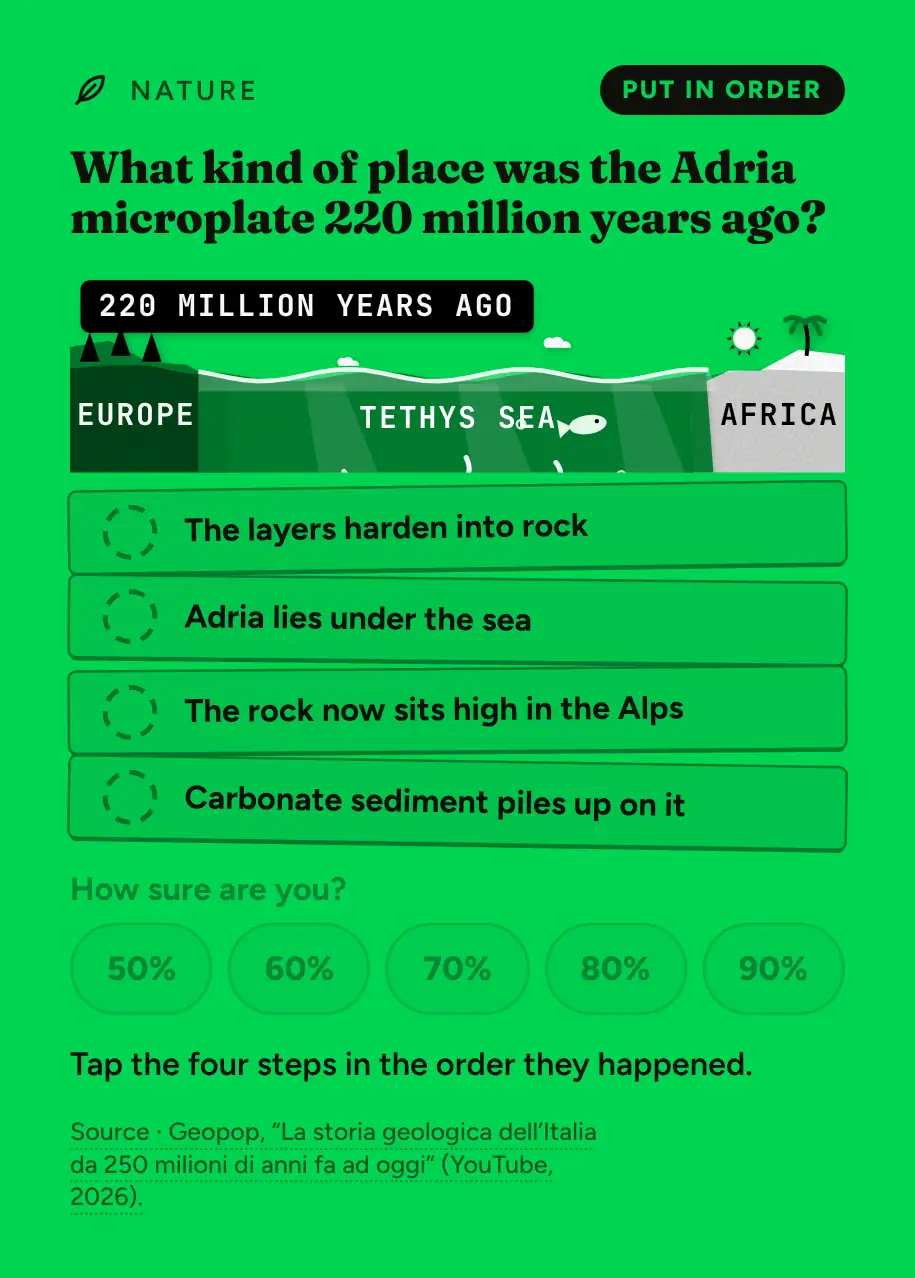 NATURE
PUT IN ORDER
What kind of place was the Adria
microplate 220 million years ago?
220 MILLION YEARS AGO
EUROPE
TETHYS SEA
AFRICA
The layers harden into rock
Adria lies under the sea
The rock now sits high in the Alps
Carbonate sediment piles up on it
How sure are you?
50%
60%
70%
80%
90%
Tap the four steps in the order they happened.
Source · Geopop, “La storia geologica dell’Italia
da 250 milioni di anni fa ad oggi” (YouTube,
2026).